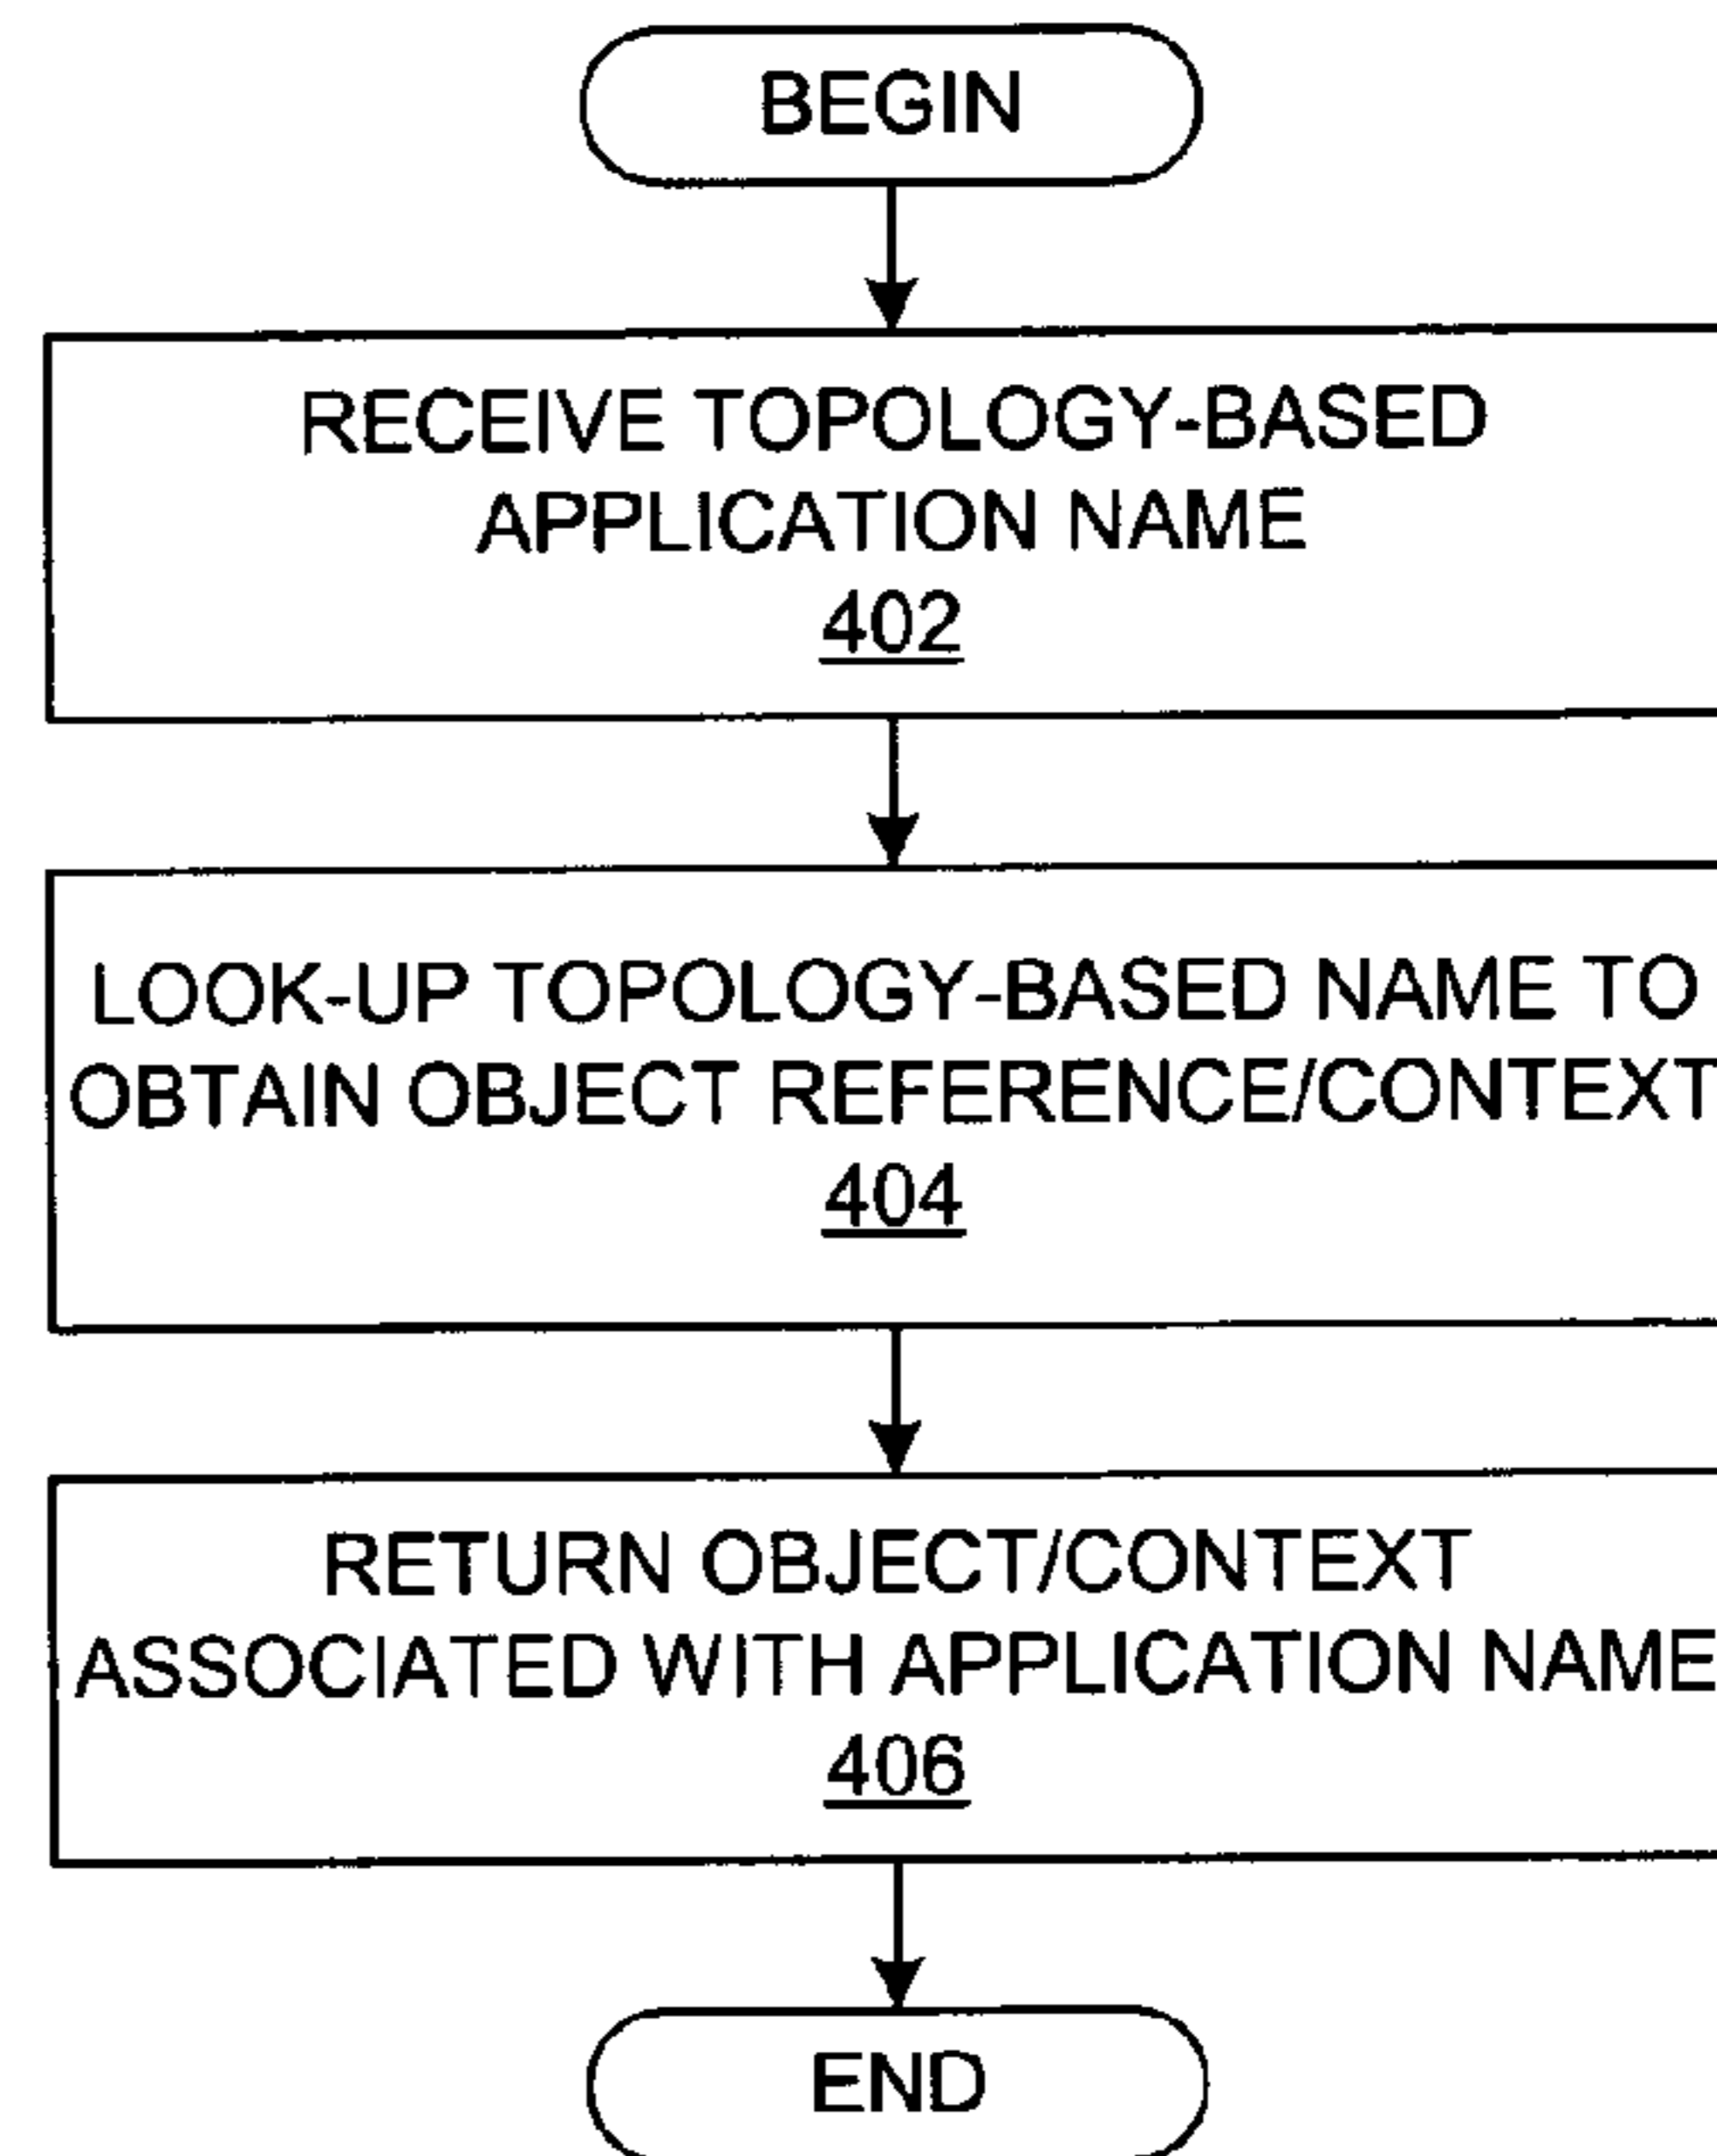 BEGIN
RECEIVE TOPOLOGY-BASED
APPLICATION NAME
402
LOOK-UP TOPOLOGY-BASED NAME TO
OBTAIN OBJECT REFERENCE/CONTEXT
404
RETURN OBJECT/CONTEXT
ASSOCIATED WITH APPLICATION NAME
406
END